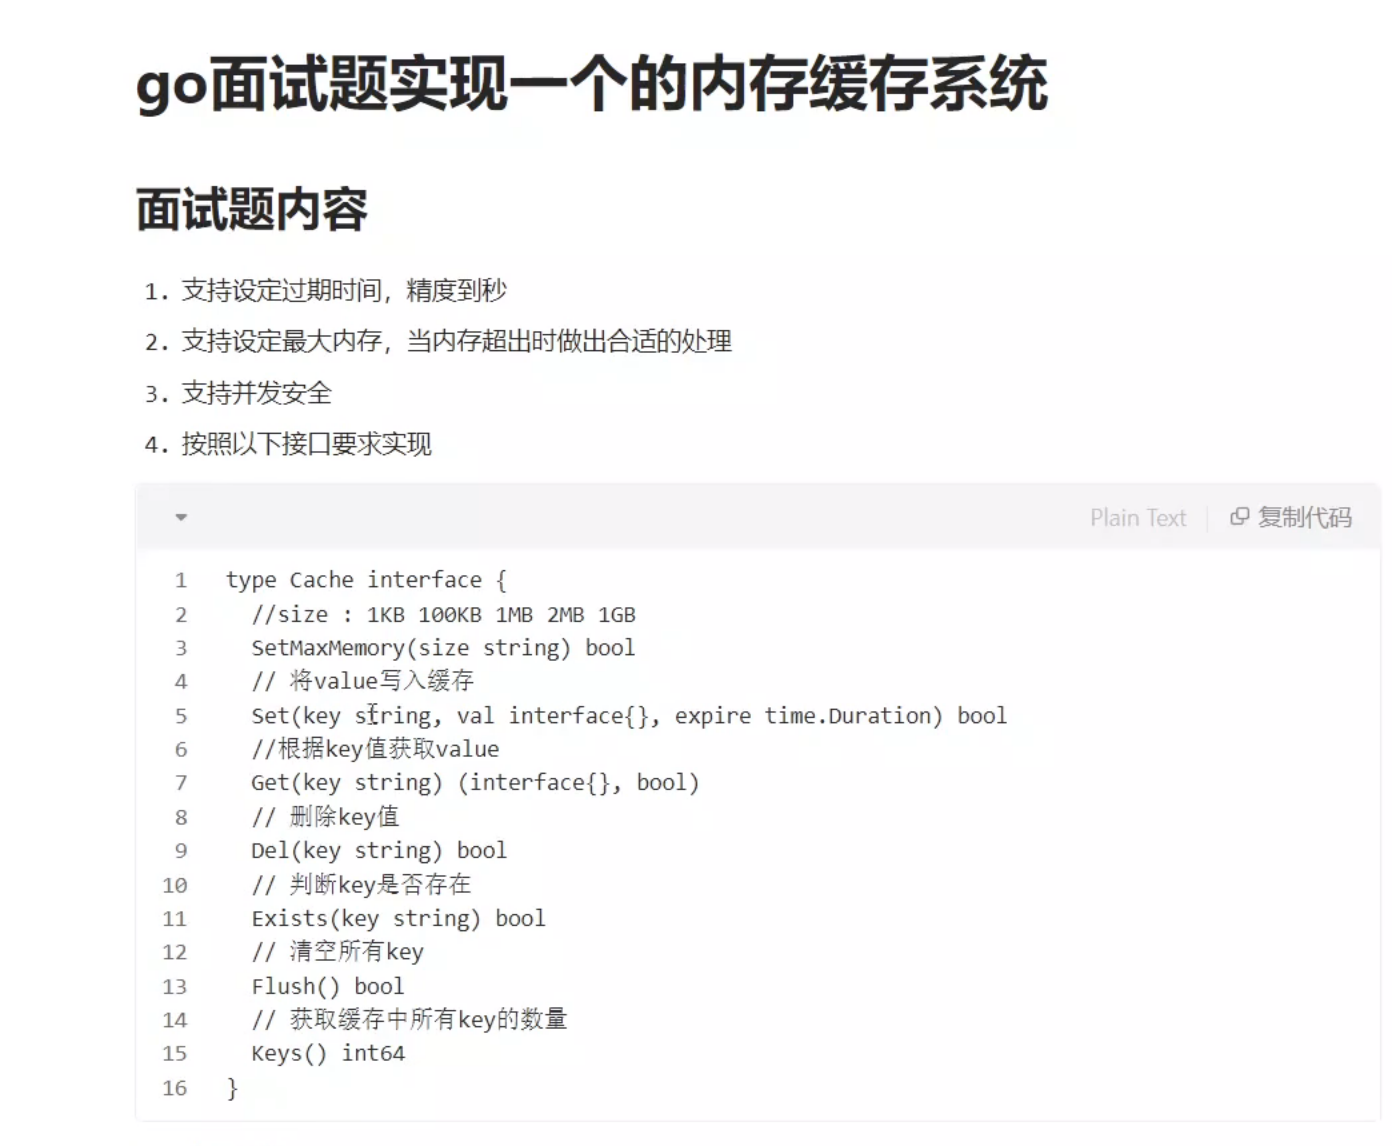 go面试题实现一个的内存缓存系统
面试题内容
1. 支持设定过期时间，精度到秒
2. 支持设定最大内存，当内存超出时做出合适的处理
3. 支持并发安全
4. 按照以下接口要求实现
Plain Text 复制代码
1 type Cache interface {
2 //size : 1KB 100KB 1MB 2MB 1GB
3 SetMaxMemory(size string) bool
4 // 将value写入缓存
5 Set(key string, val interface{}, expire time.Duration) bool
6 //根据key值获取value
7 Get(key string) (interface{}, bool)
8 // 删除key值
9 Del(key string) bool
10 // 判断key是否存在
11 Exists(key string) bool
12 // 清空所有key
13 Flush() bool
14 // 获取缓存中所有key的数量
15 Keys() int64
16 }